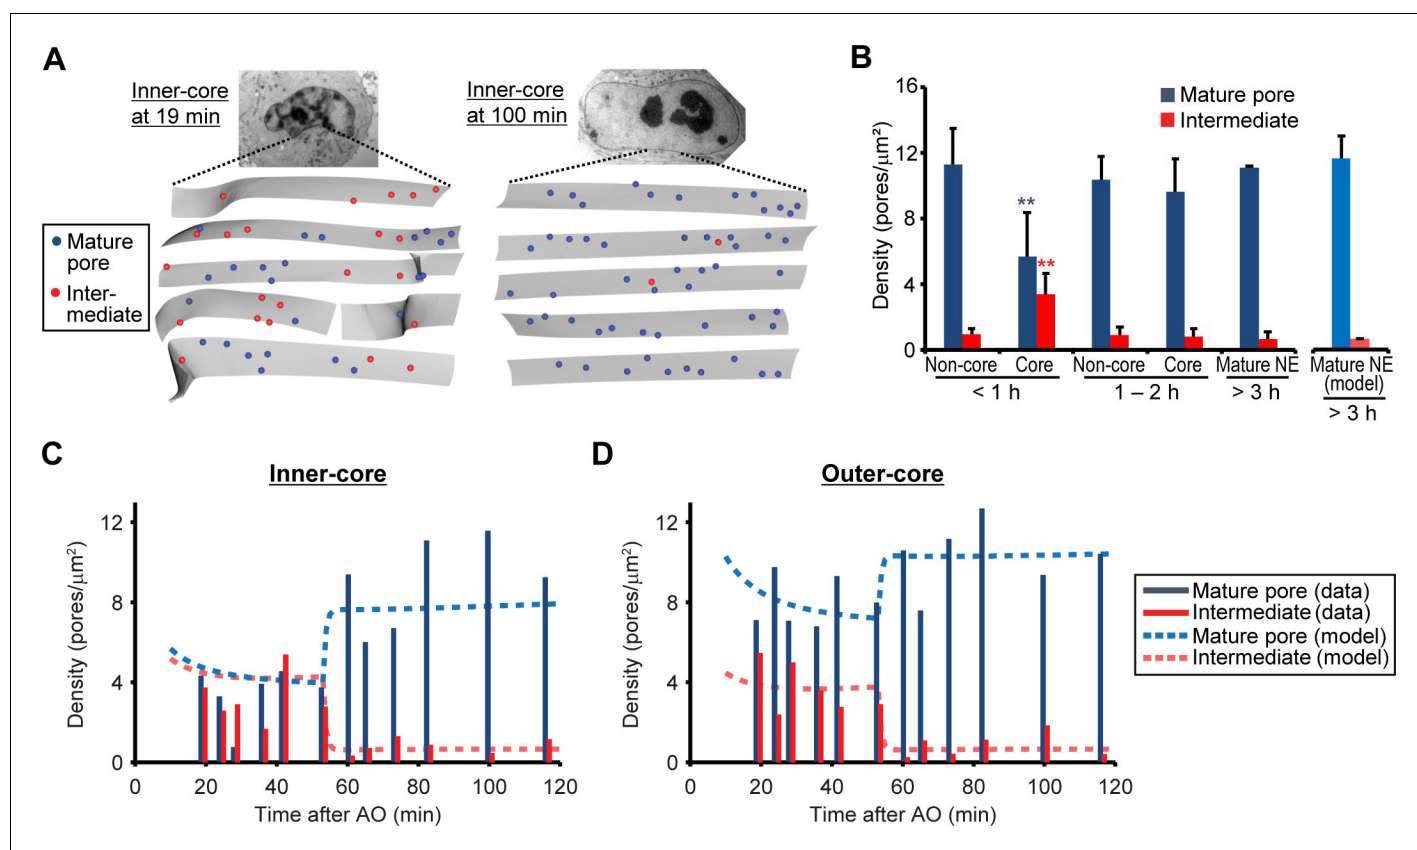 A
Inner-core
at 19 min
Inner-core
at 100 min
Mature
pore
Inter-
mediate
B
Mature pore
Intermediate
Density (pores/μm²)
16
12
8
4
0
Non-core Core Non-core Core Mature NE Mature NE
(model)
< 1 h 1 – 2 h > 3 h > 3 h
C
Inner-core
Density (pores/μm²)
12
8
4
0
0 20 40 60 80 100 120
Time after AO (min)
D
Outer-core
Density (pores/μm²)
12
8
4
0
0 20 40 60 80 100 120
Time after AO (min)
Mature pore (data)
Intermediate (data)
Mature pore (model)
Intermediate (model)
** **